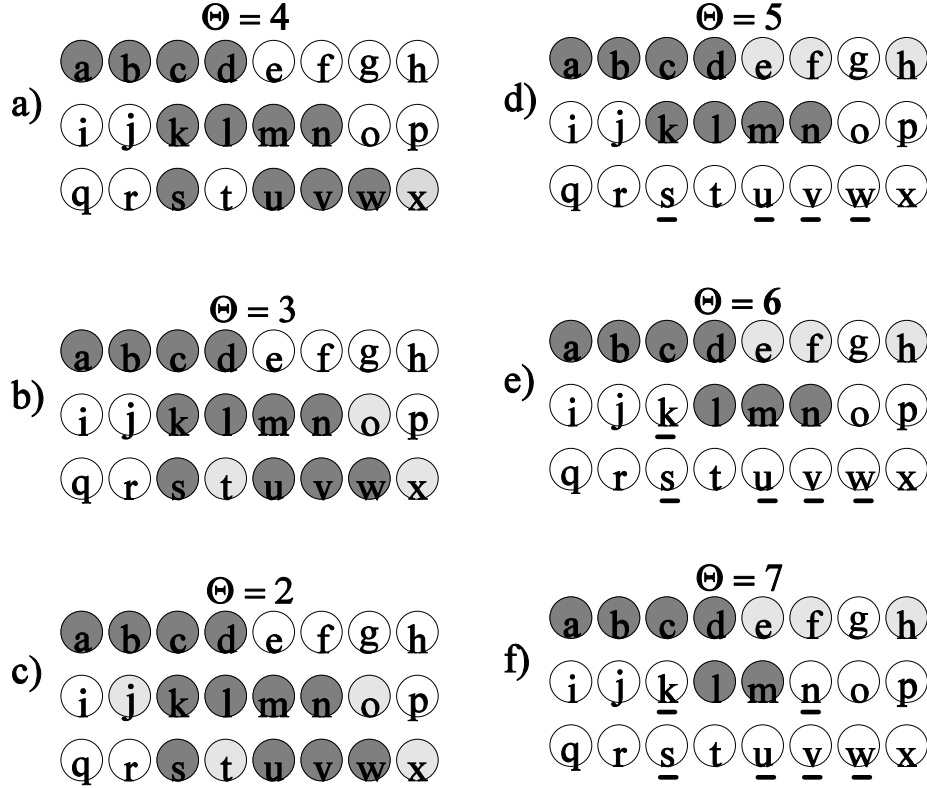 Θ = 4
a)
a b c d e f g h
i j k l m n o p
q r s t u v w x
Θ = 3
b)
a b c d e f g h
i j k l m n o p
q r s t u v w x
Θ = 2
c)
a b c d e f g h
i j k l m n o p
q r s t u v w x
Θ = 5
d)
a b c d e f g h
i j k l m n o p
q r s t u v w x
Θ = 6
e)
a b c d e f g h
i j k l m n o p
q r s t u v w x
Θ = 7
f)
a b c d e f g h
i j k l m n o p
q r s t u v w x